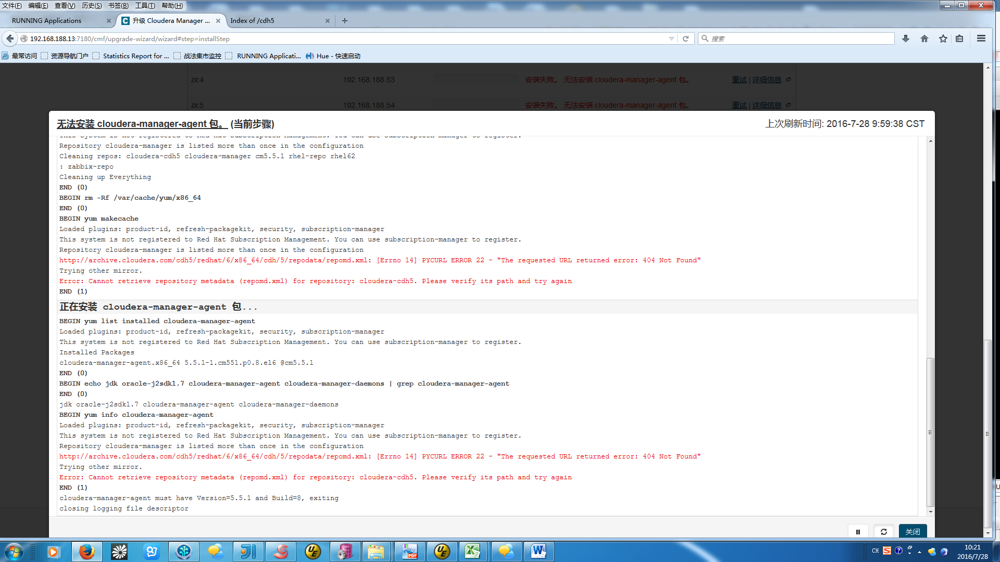 文件(F) 编辑(E) 查看(V) 历史(S) 书签(B) 工具(T) 帮助(H)
RUNNING Applications × 升级 Cloudera Manager ... × Index of /cdh5 × +
192.168.188.13:7180/cmf/upgrade-wizard/wizard#step=installStep 搜索
最常访问 资源导航门户 Statistics Report for ... 战法集市监控 RUNNING Applicati... Hue - 快速启动
zic4 192.168.188.53 安装失败。 无法安装 cloudera-manager-agent 包。 重试 | 详细信息
zic5 192.168.188.54 安装失败。 无法安装 cloudera-manager-agent 包。 重试 | 详细信息
无法安装 cloudera-manager-agent 包。 (当前步骤) 上次刷新时间: 2016-7-28 9:59:38 CST
This system is not registered to Red Hat Subscription Management. You can use subscription-manager to register.
Repository cloudera-manager is listed more than once in the configuration
Cleaning repos: cloudera-cdh5 cloudera-manager cm5.5.1 rhel-repo rhel62
: zabbix-repo
Cleaning up Everything
END (0)
BEGIN rm -Rf /var/cache/yum/x86_64
END (0)
BEGIN yum makecache
Loaded plugins: product-id, refresh-packagekit, security, subscription-manager
This system is not registered to Red Hat Subscription Management. You can use subscription-manager to register.
Repository cloudera-manager is listed more than once in the configuration
http://archive.cloudera.com/cdh5/redhat/6/x86_64/cdh/5/repodata/repomd.xml: [Errno 14] PYCURL ERROR 22 - "The requested URL returned error: 404 Not Found"
Trying other mirror.
Error: Cannot retrieve repository metadata (repomd.xml) for repository: cloudera-cdh5. Please verify its path and try again
END (1)
正在安装 cloudera-manager-agent 包...
BEGIN yum list installed cloudera-manager-agent
Loaded plugins: product-id, refresh-packagekit, security, subscription-manager
This system is not registered to Red Hat Subscription Management. You can use subscription-manager to register.
Installed Packages
cloudera-manager-agent.x86_64 5.5.1-1.cm551.p0.8.el6 @cm5.5.1
END (0)
BEGIN echo jdk oracle-j2sdk1.7 cloudera-manager-agent cloudera-manager-daemons | grep cloudera-manager-agent
END (0)
jdk oracle-j2sdk1.7 cloudera-manager-agent cloudera-manager-daemons
BEGIN yum info cloudera-manager-agent
Loaded plugins: product-id, refresh-packagekit, security, subscription-manager
This system is not registered to Red Hat Subscription Management. You can use subscription-manager to register.
Repository cloudera-manager is listed more than once in the configuration
http://archive.cloudera.com/cdh5/redhat/6/x86_64/cdh/5/repodata/repomd.xml: [Errno 14] PYCURL ERROR 22 - "The requested URL returned error: 404 Not Found"
Trying other mirror.
Error: Cannot retrieve repository metadata (repomd.xml) for repository: cloudera-cdh5. Please verify its path and try again
END (1)
cloudera-manager-agent must have Version=5.5.1 and Build=8, exiting
closing logging file descriptor
关闭
CH 10:21
2016/7/28